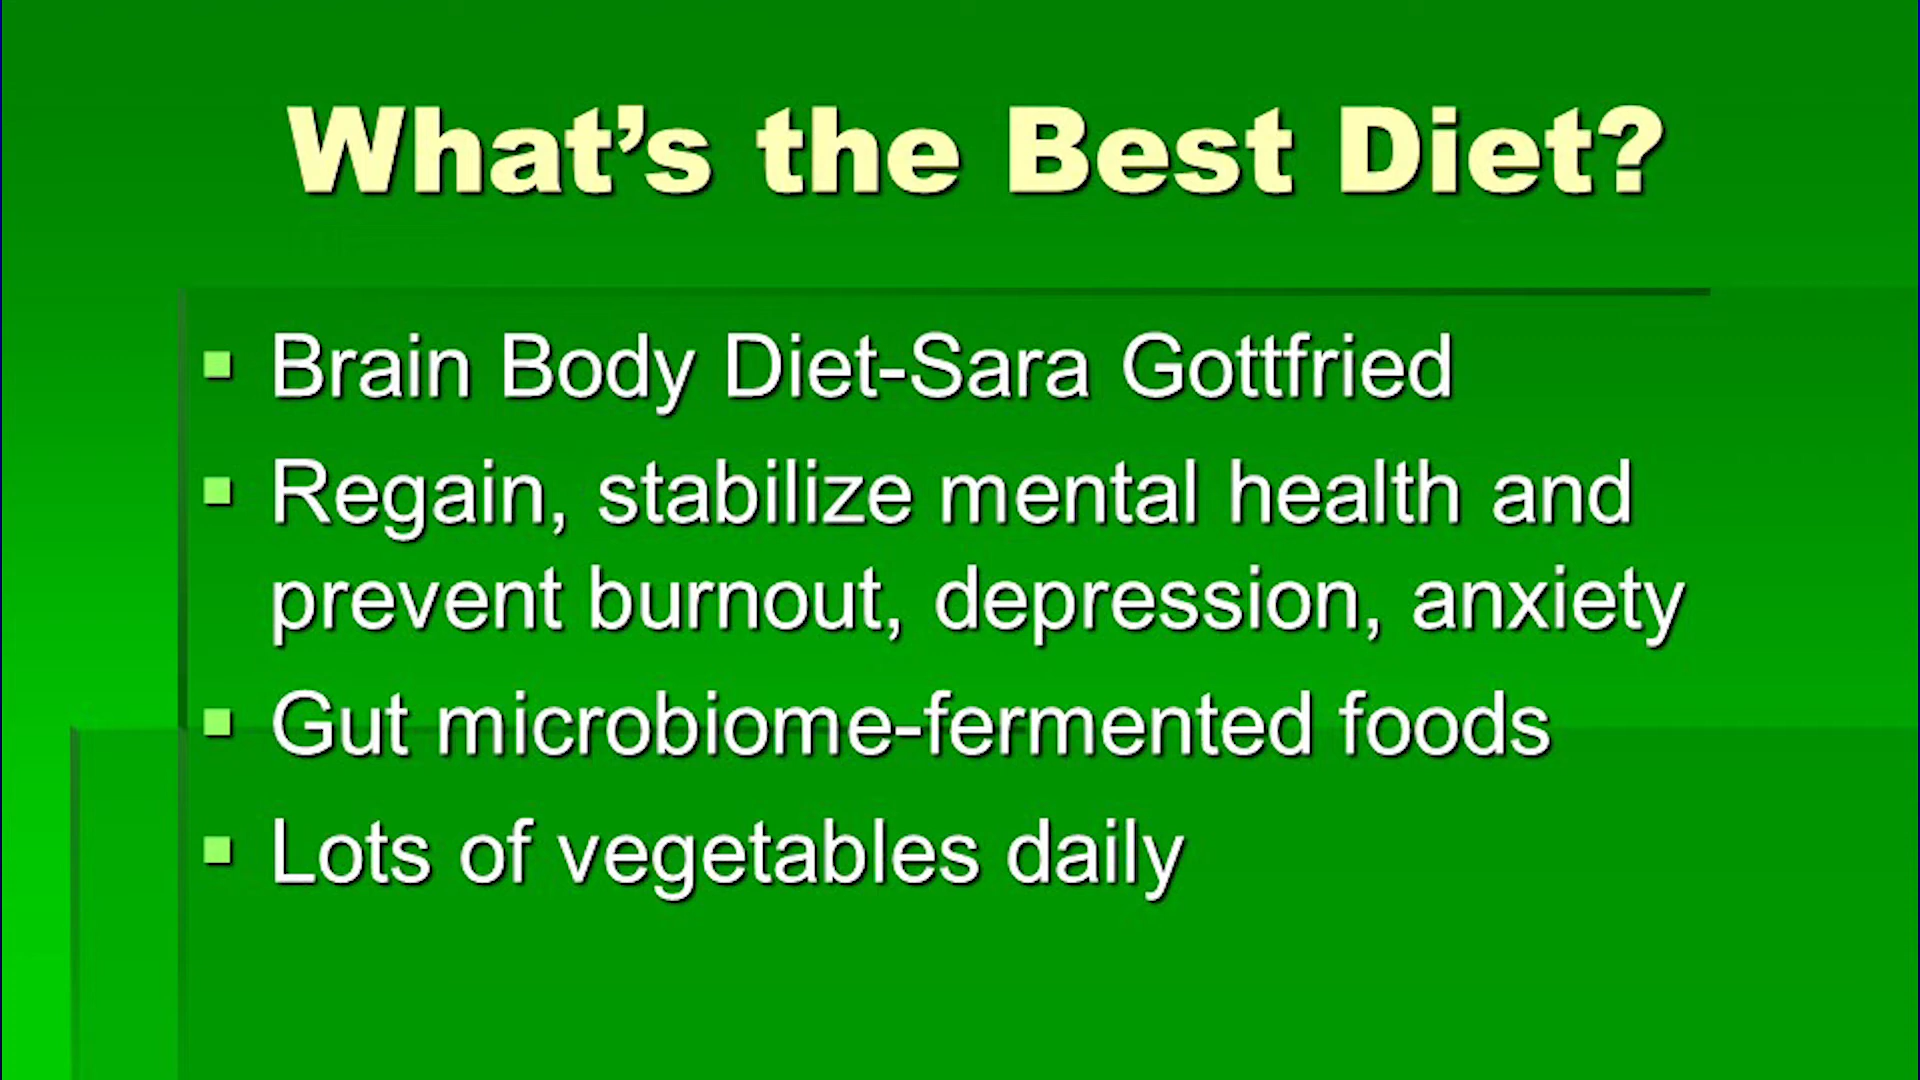 What’s the Best Diet?
Brain Body Diet-Sara Gottfried
Regain, stabilize mental health and
prevent burnout, depression, anxiety
Gut microbiome-fermented foods
Lots of vegetables daily